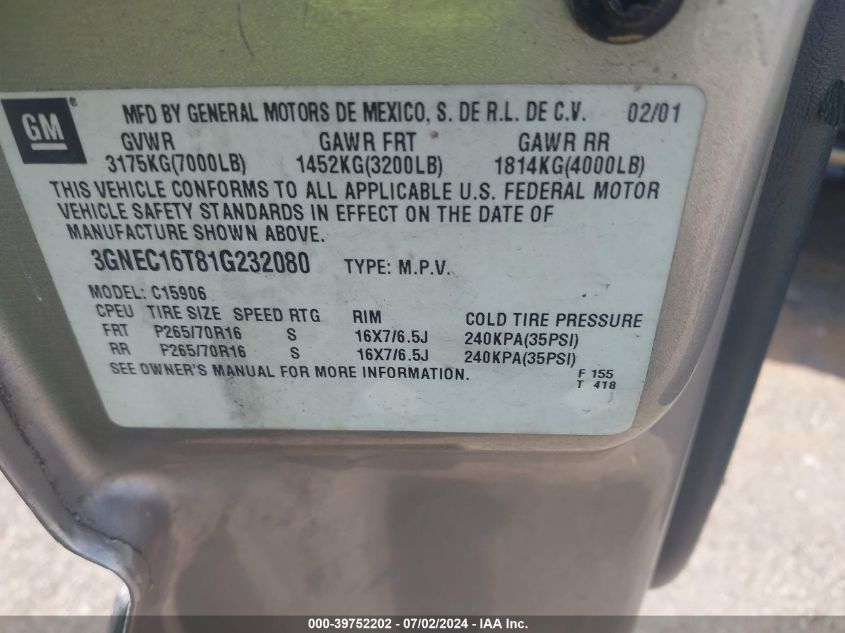 GM ® MFD BY GENERAL MOTORS DE MEXICO, S. DE R.L. DE C.V. 02/01
GVWR GAWR FRT GAWR RR
3175KG(7000LB) 1452KG(3200LB) 1814KG(4000LB)
THIS VEHICLE CONFORMS TO ALL APPLICABLE U.S. FEDERAL MOTOR
VEHICLE SAFETY STANDARDS IN EFFECT ON THE DATE OF
MANUFACTURE SHOWN ABOVE.
3GNEC16T81G232080 TYPE: M.P.V.
MODEL: C15906
CPEU TIRE SIZE SPEED RTG RIM COLD TIRE PRESSURE
FRT P265/70R16 S 16X7/6.5J 240KPA(35PSI)
RR P265/70R16 S 16X7/6.5J 240KPA(35PSI)
SEE OWNER'S MANUAL FOR MORE INFORMATION. F 155
T 418
000-39752202 - 07/02/2024 - IAA Inc.